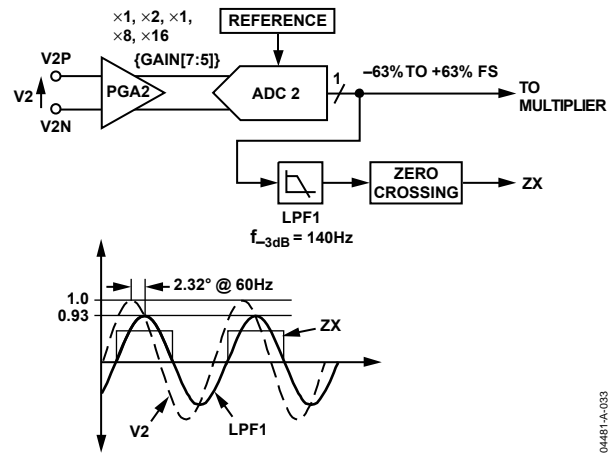 ×1, ×2, ×1,
×8, ×16
{GAIN[7:5]}
REFERENCE
V2P
V2
V2N
PGA2
ADC 2
1
–63% TO +63% FS
TO
MULTIPLIER
LPF1
f–3dB = 140Hz
ZERO
CROSSING
ZX
2.32° @ 60Hz
1.0
0.93
ZX
V2
LPF1
04481-A-033